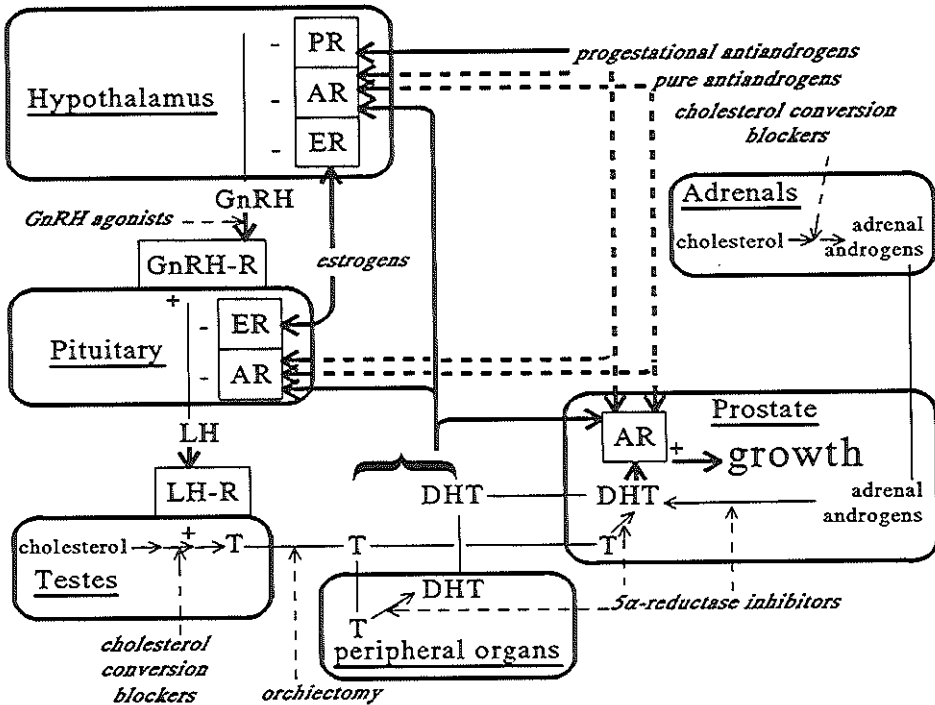 - PR
progestational antiandrogens
pure antiandrogens
Hypothalamus
- AR
cholesterol conversion
blockers
- ER
Adrenals
GnRH
GnRH agonists
cholesterol
adrenal
androgens
GnRH-R
estrogens
+
- ER
Pituitary
- AR
Prostate
LH
AR
+
growth
LH-R
DHT
DHT
adrenal
androgens
cholesterol
+
T
T
T
Testes
DHT
T
5α-reductase inhibitors
peripheral organs
cholesterol
conversion
blockers
orchiectomy